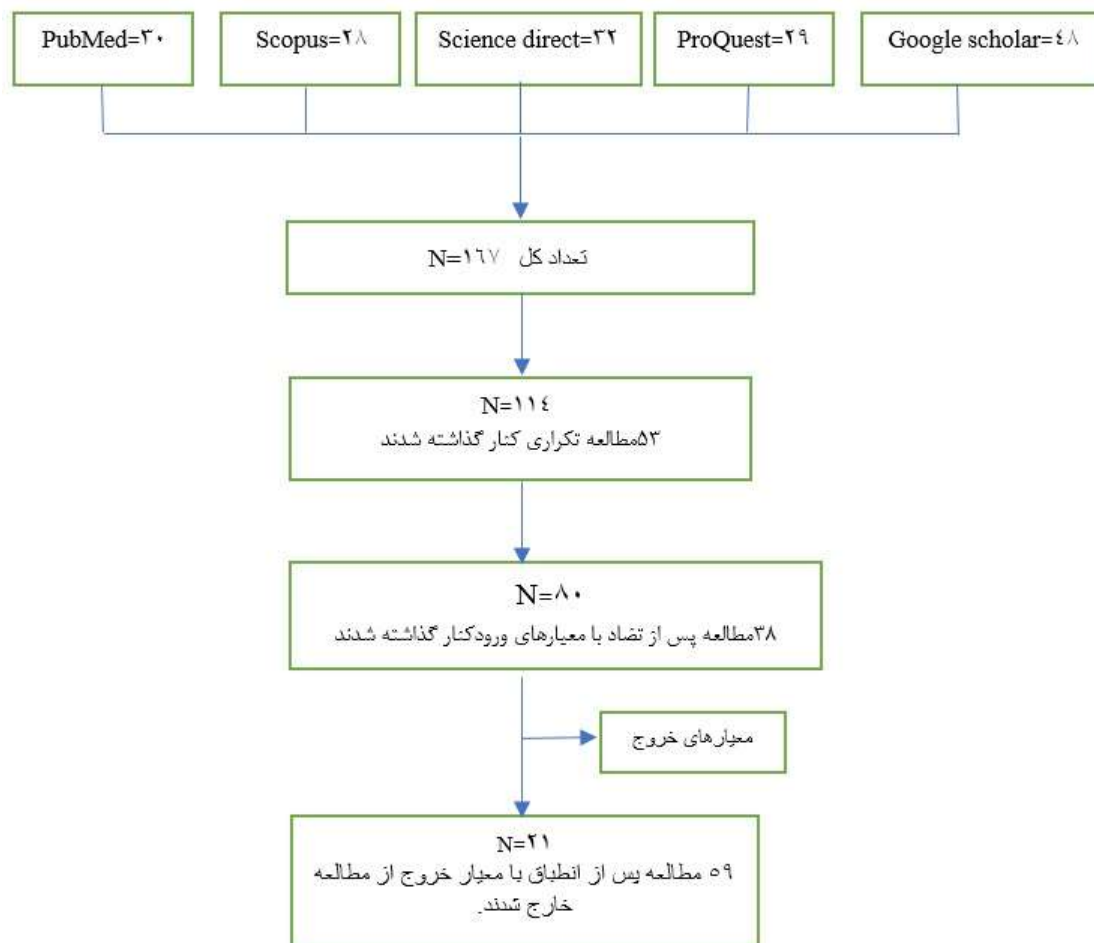 PubMed=۳۰
Scopus=۲۸
Science direct=۳۲
ProQuest=۲۹
Google scholar=٤٨
تعداد کل N=۱۶۷
N=۱۱٤
۵۳مطالعه تکراری کنار گذاشته شدند
N=۸۰
۳۸مطالعه پس از تضاد با معیارهای ورودکنار گذاشته شدند
معیارهای خروج
N=۲۱
۵۹ مطالعه پس از انطباق با معیار خروج از مطالعه
خارج شدند.